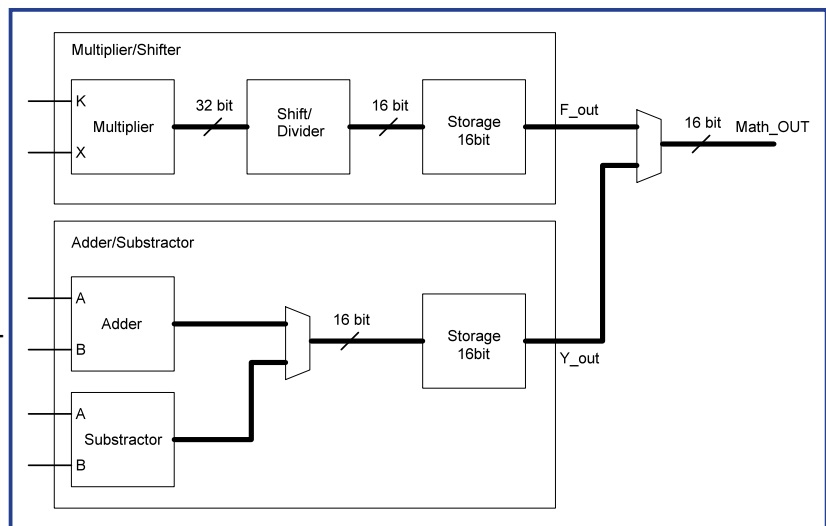 Multiplier/Shifter
K
X
Multiplier
32 bit
Shift/
Divider
16 bit
Storage
16bit
F_out
16 bit
Math_OUT
Adder/Substractor
A
B
Adder
A
B
Substractor
16 bit
Storage
16bit
Y_out